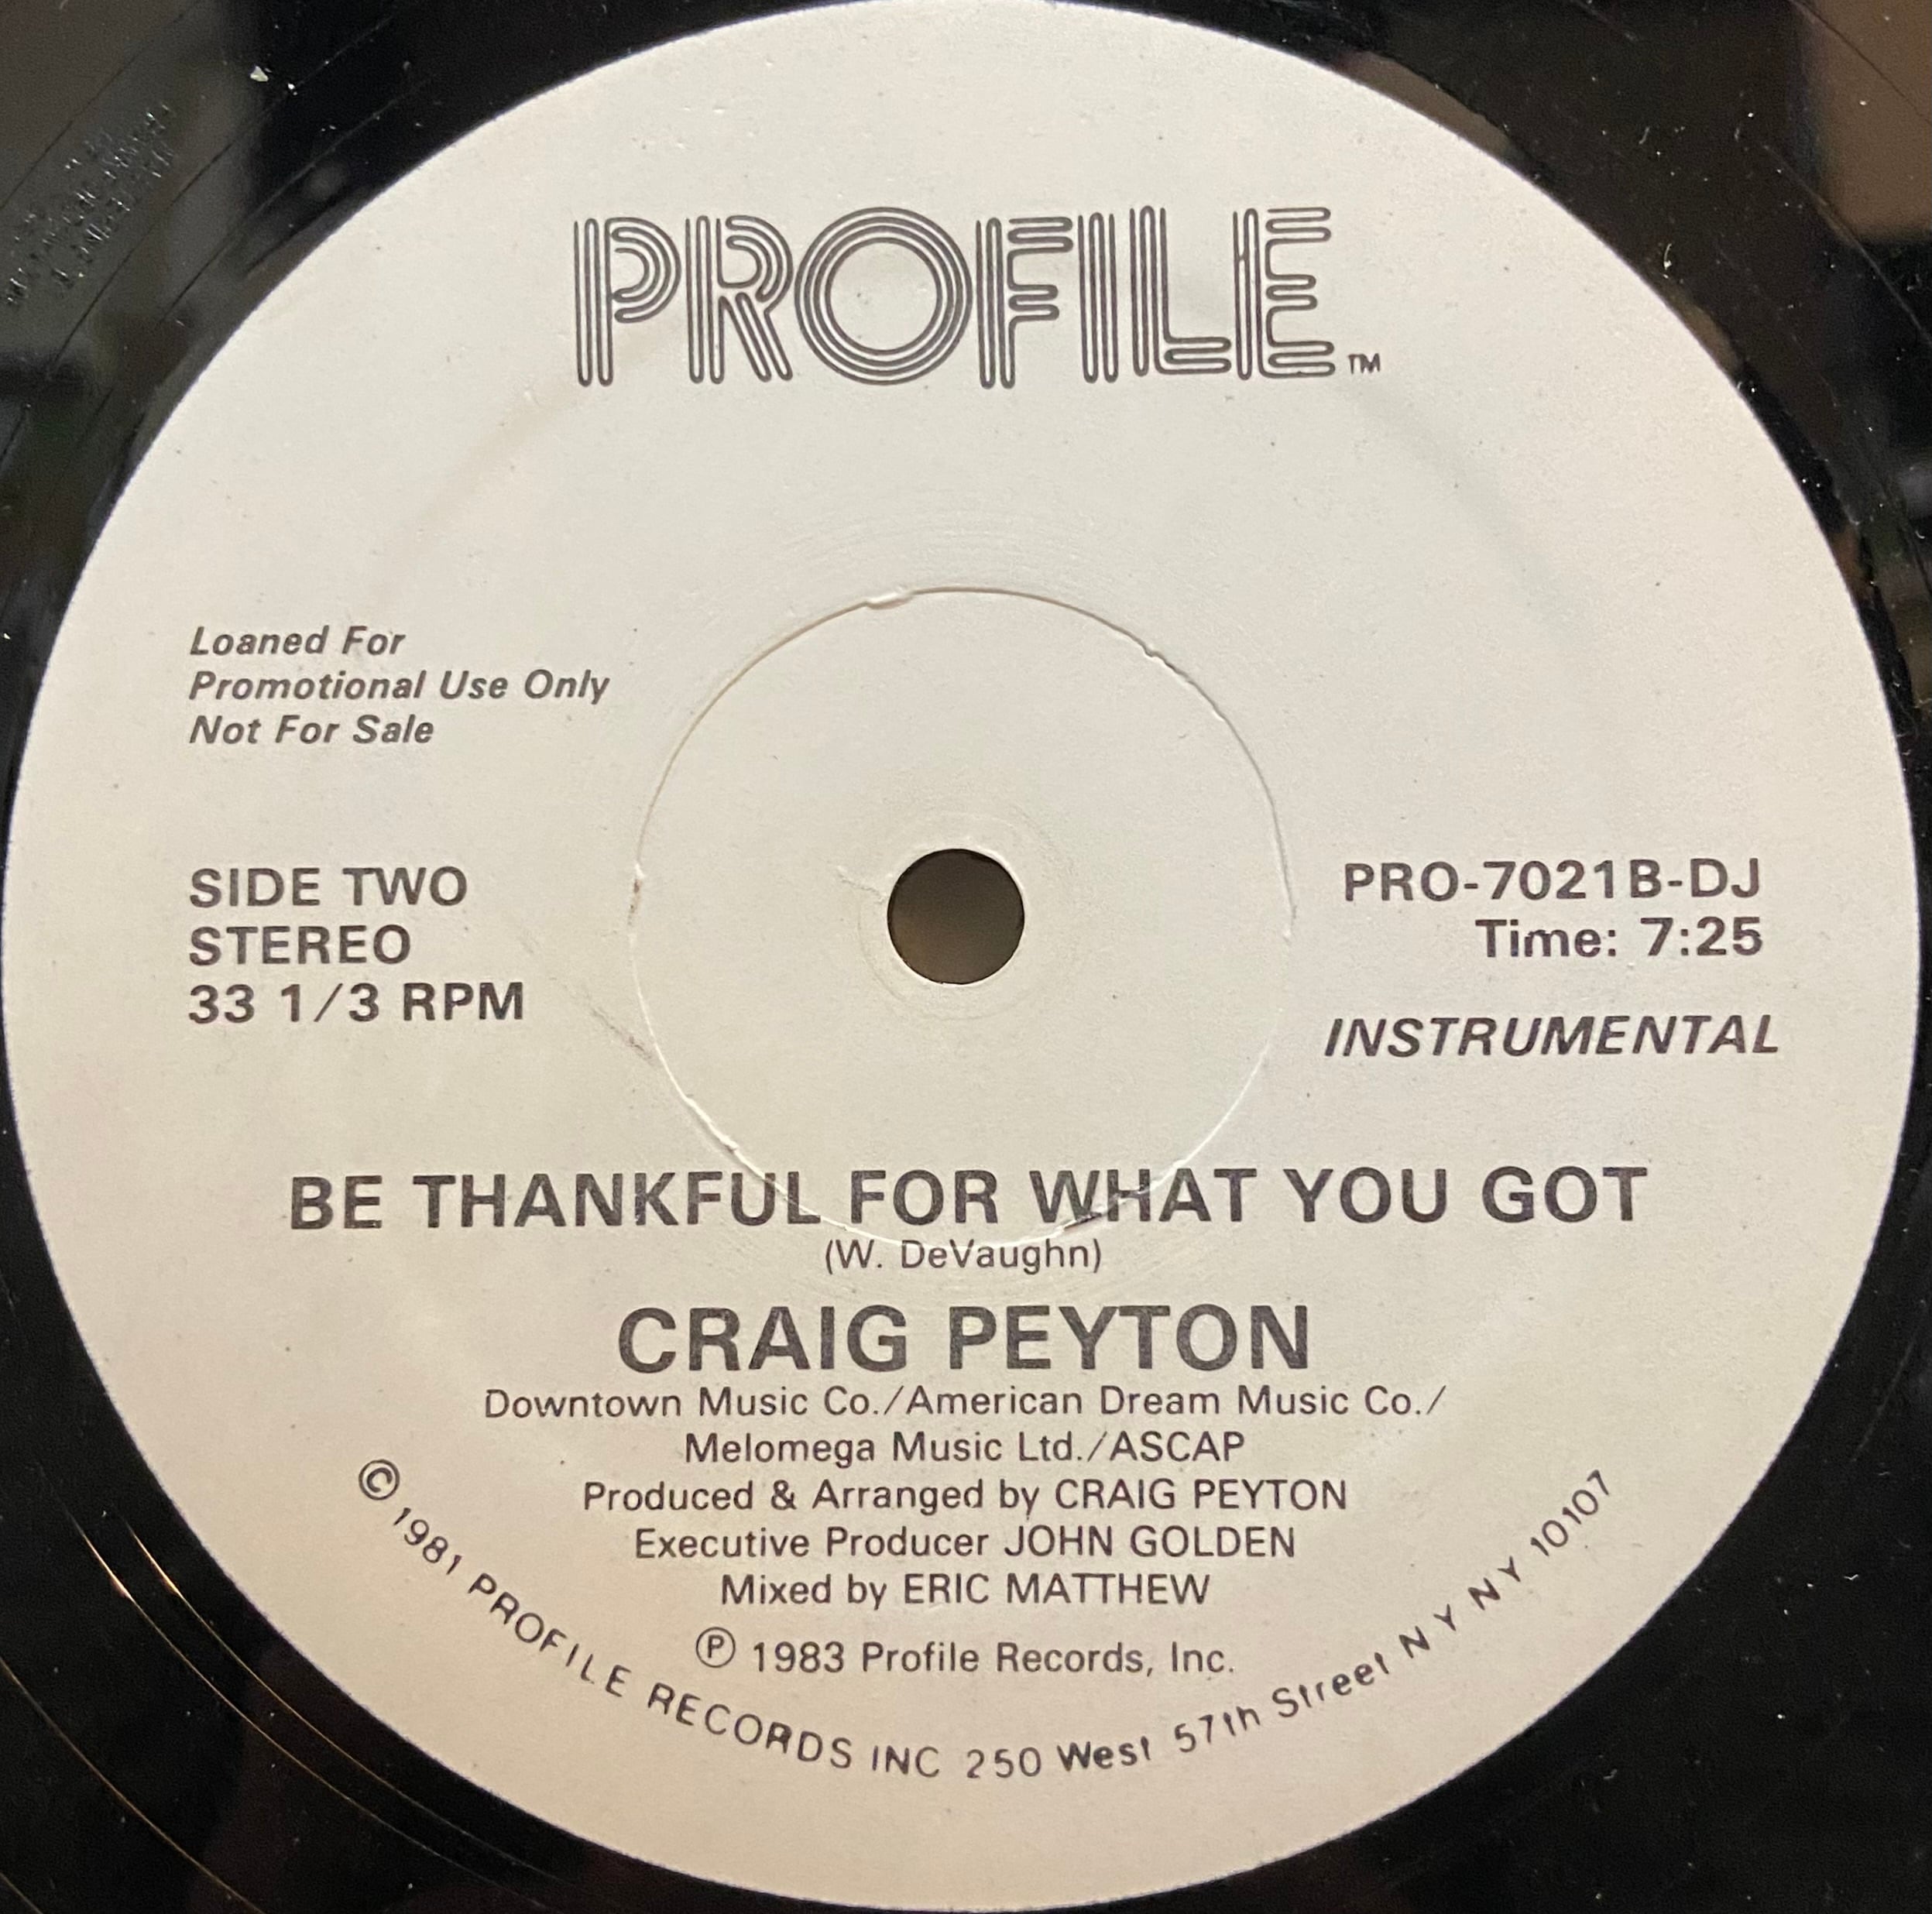 PROFILE™
Loaned For
Promotional Use Only
Not For Sale
SIDE TWO
STEREO
33 1/3 RPM
PRO-7021B-DJ
Time: 7:25
INSTRUMENTAL
BE THANKFUL FOR WHAT YOU GOT
(W. DeVaughn)
CRAIG PEYTON
Downtown Music Co./American Dream Music Co./
Melomega Music Ltd./ASCAP
Produced & Arranged by CRAIG PEYTON
Executive Producer JOHN GOLDEN
Mixed by ERIC MATTHEW
℗ 1983 Profile Records, Inc.
© 1981 PROFILE RECORDS INC 250 West 57th Street N Y N Y 10107